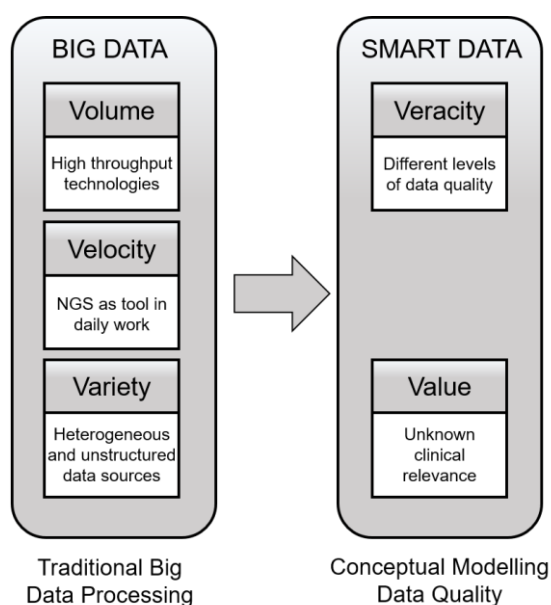 BIG DATA
Volume
High throughput
technologies
Velocity
NGS as tool in
daily work
Variety
Heterogeneous
and unstructured
data sources
Traditional Big
Data Processing
SMART DATA
Veracity
Different levels
of data quality
Value
Unknown
clinical
relevance
Conceptual Modelling
Data Quality